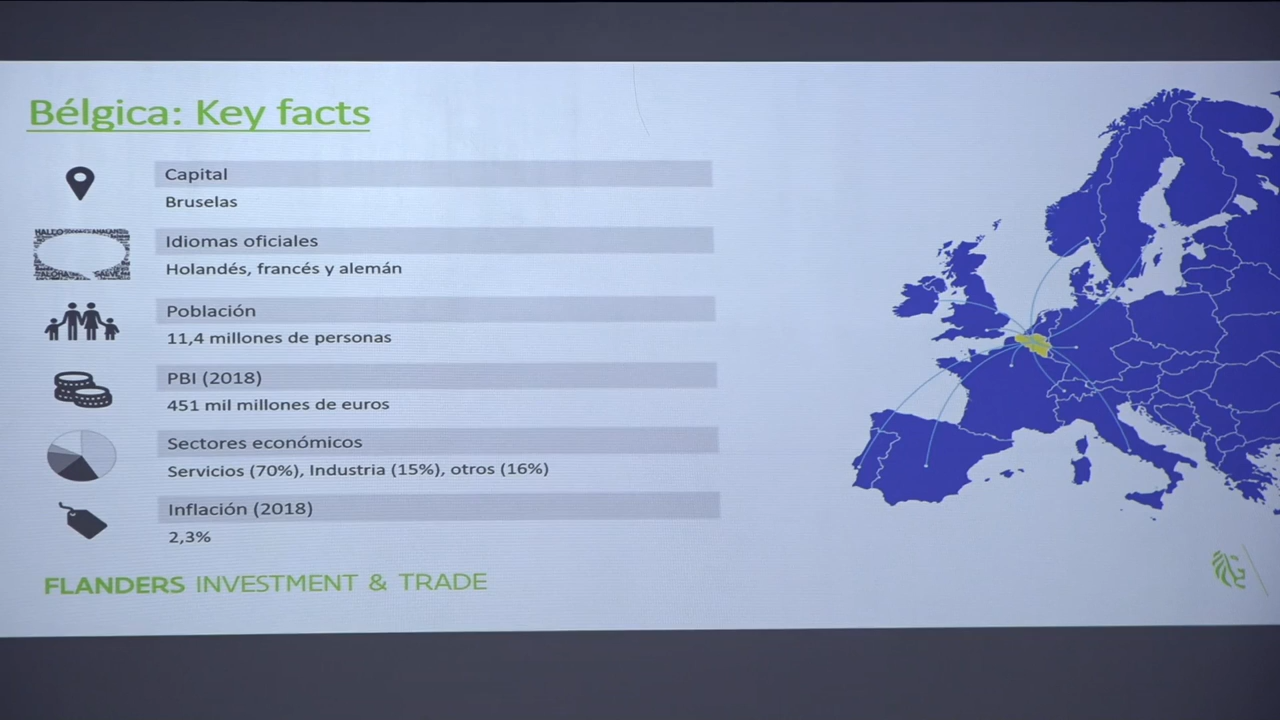 Bélgica: Key facts
Capital
Bruselas
Idiomas oficiales
Holandés, francés y alemán
Población
11,4 millones de personas
PBI (2018)
451 mil millones de euros
Sectores económicos
Servicios (70%), Industria (15%), otros (16%)
Inflación (2018)
2,3%
FLANDERS INVESTMENT & TRADE